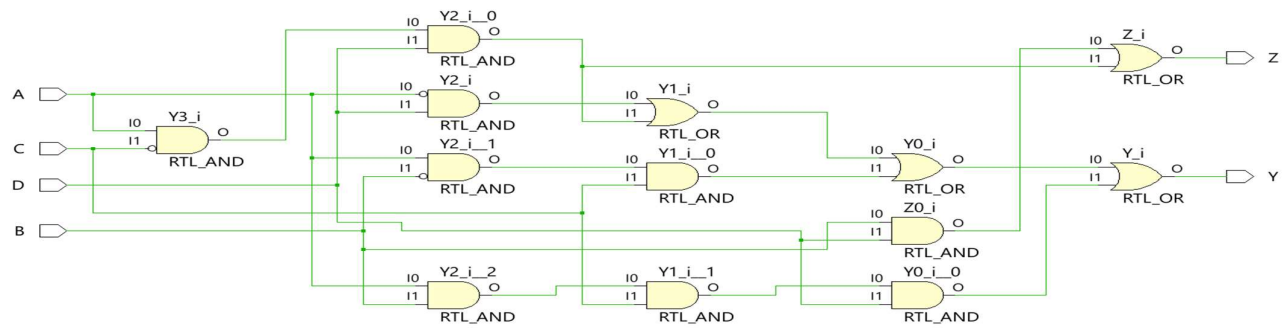 Y2_i__0
I0 O
I1
RTL_AND
Z_i
I0 O
I1
RTL_OR
Z
A
Y2_i
I0 O
I1
RTL_AND
Y1_i
I0 O
I1
RTL_OR
Y3_i
I0 O
I1
RTL_AND
C
Y2_i__1
I0 O
I1
RTL_AND
Y1_i__0
I0 O
I1
RTL_AND
Y0_i
I0 O
I1
RTL_OR
Y_i
I0 O
I1
RTL_OR
Y
D
B
Z0_i
I0 O
I1
RTL_AND
Y2_i__2
I0 O
I1
RTL_AND
Y1_i__1
I0 O
I1
RTL_AND
Y0_i__0
I0 O
I1
RTL_AND